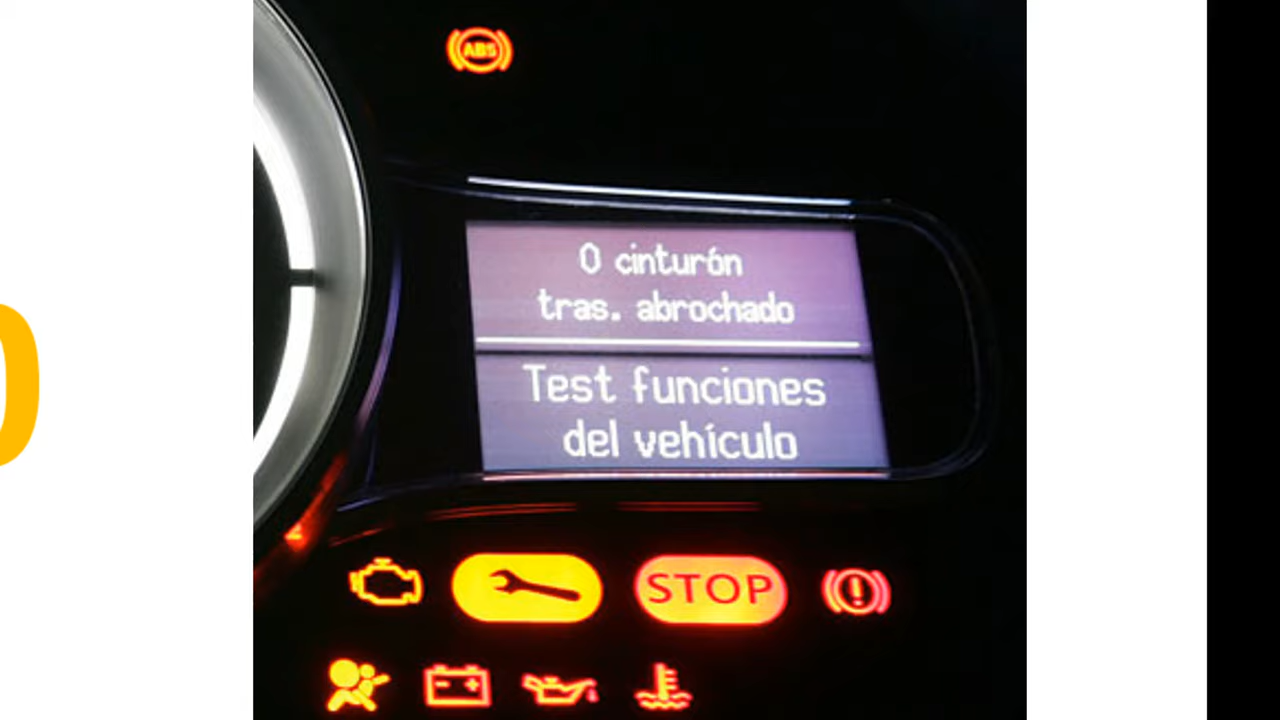 ABS
0 cinturón
tras. abrochado
Test funciones
del vehículo
STOP